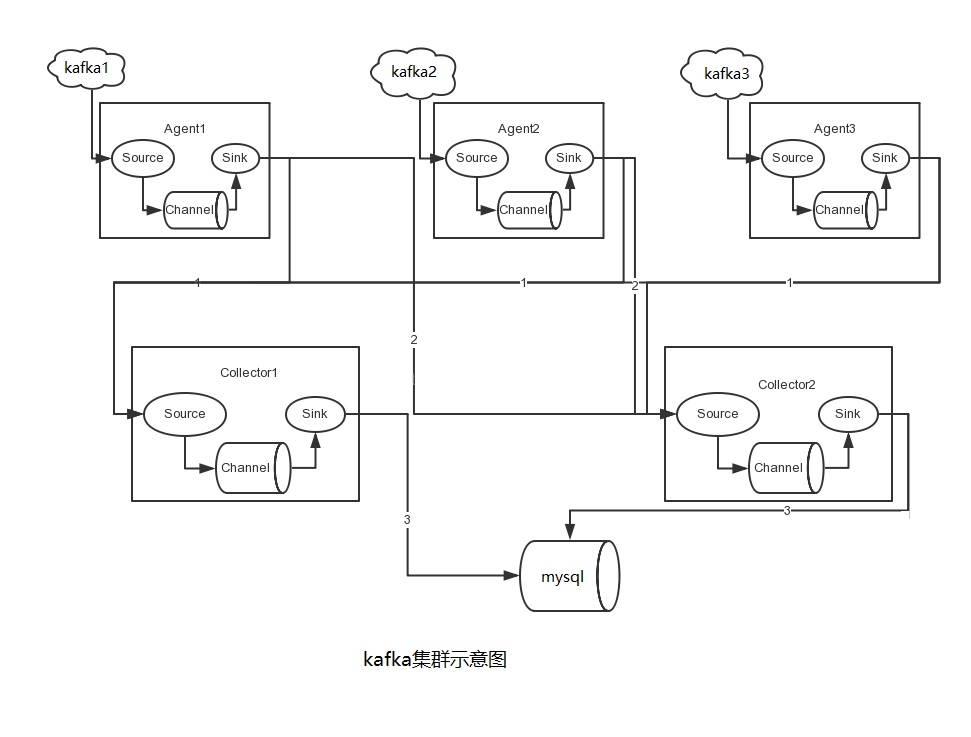 kafka1
kafka2
kafka3
Agent1
Agent2
Agent3
Source
Sink
Source
Sink
Source
Sink
Channel
Channel
Channel
1
1
2
1
2
Collector1
Collector2
Source
Sink
Source
Sink
Channel
Channel
3
3
mysql
kafka集群示意图